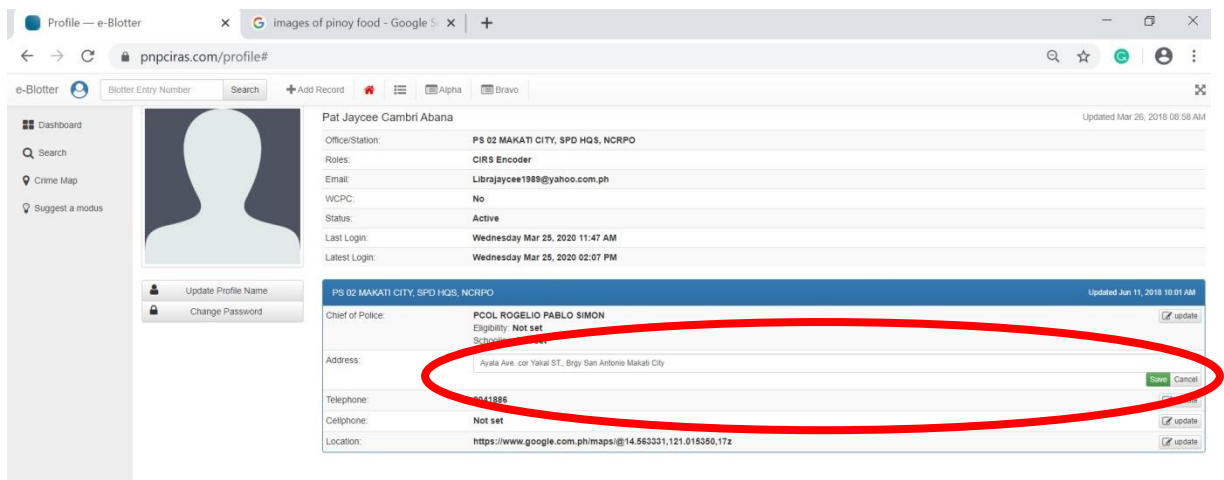 Profile — e-Blotter
images of pinoy food - Google S
pnpciras.com/profile#
e-Blotter Blotter Entry Number Search Add Record Alpha Bravo
Dashboard
Search
Crime Map
Suggest a modus
Update Profile Name
Change Password
Pat Jaycee Cambri Abana Updated Mar 26, 2018 08:58 AM
Office/Station: PS 02 MAKATI CITY, SPD HQS, NCRPO
Roles: CIRS Encoder
Email: Librajaycee1989@yahoo.com.ph
WCPC: No
Status: Active
Last Login: Wednesday Mar 25, 2020 11:47 AM
Latest Login: Wednesday Mar 25, 2020 02:07 PM
PS 02 MAKATI CITY, SPD HQS, NCRPO Updated Jun 11, 2018 10:01 AM
Chief of Police: PCOL ROGELIO PABLO SIMON update
Eligibility: Not set
Address: Ayala Ave. cor Yakal ST., Brgy San Antonio Makati City
Save Cancel
Telephone:
Cellphone: Not set update
Location: https://www.google.com.ph/maps/@14.563331,121.015350,17z update